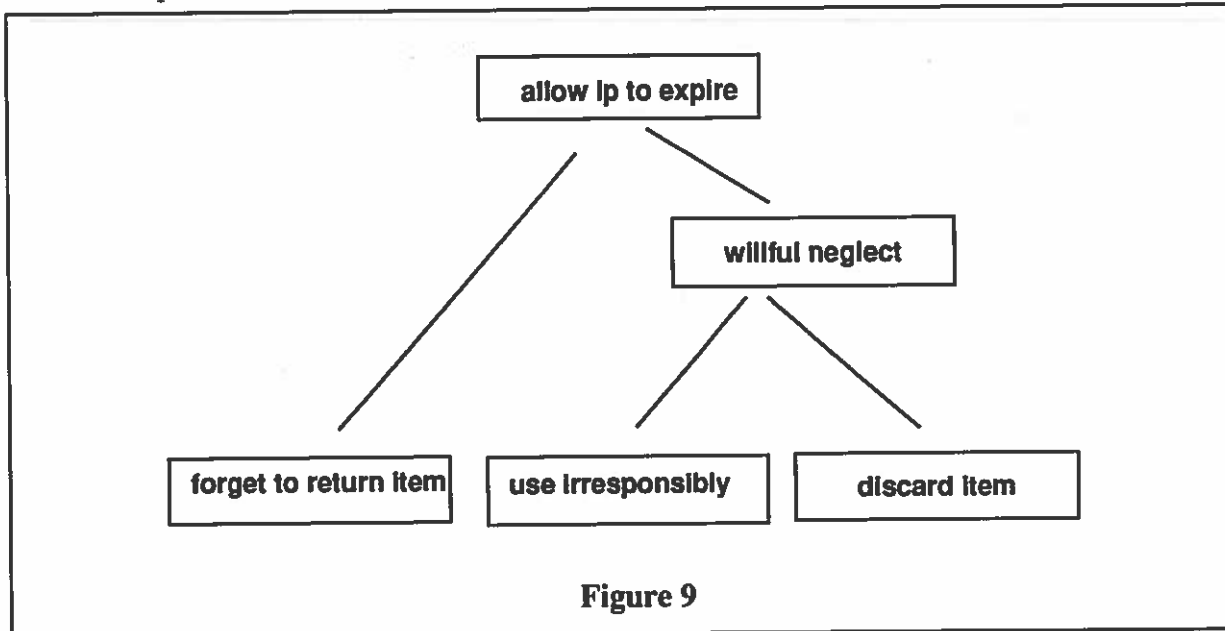 allow lp to expire
willful neglect
forget to return item
use irresponsibly
discard item
Figure 9